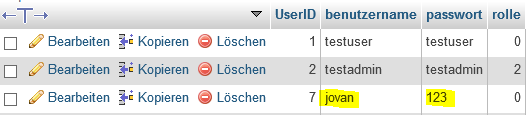 ←T→ UserID benutzername passwort rolle
Bearbeiten Kopieren Löschen 1 testuser testuser 0
Bearbeiten Kopieren Löschen 2 testadmin testadmin 2
Bearbeiten Kopieren Löschen 7 jovan 123 0